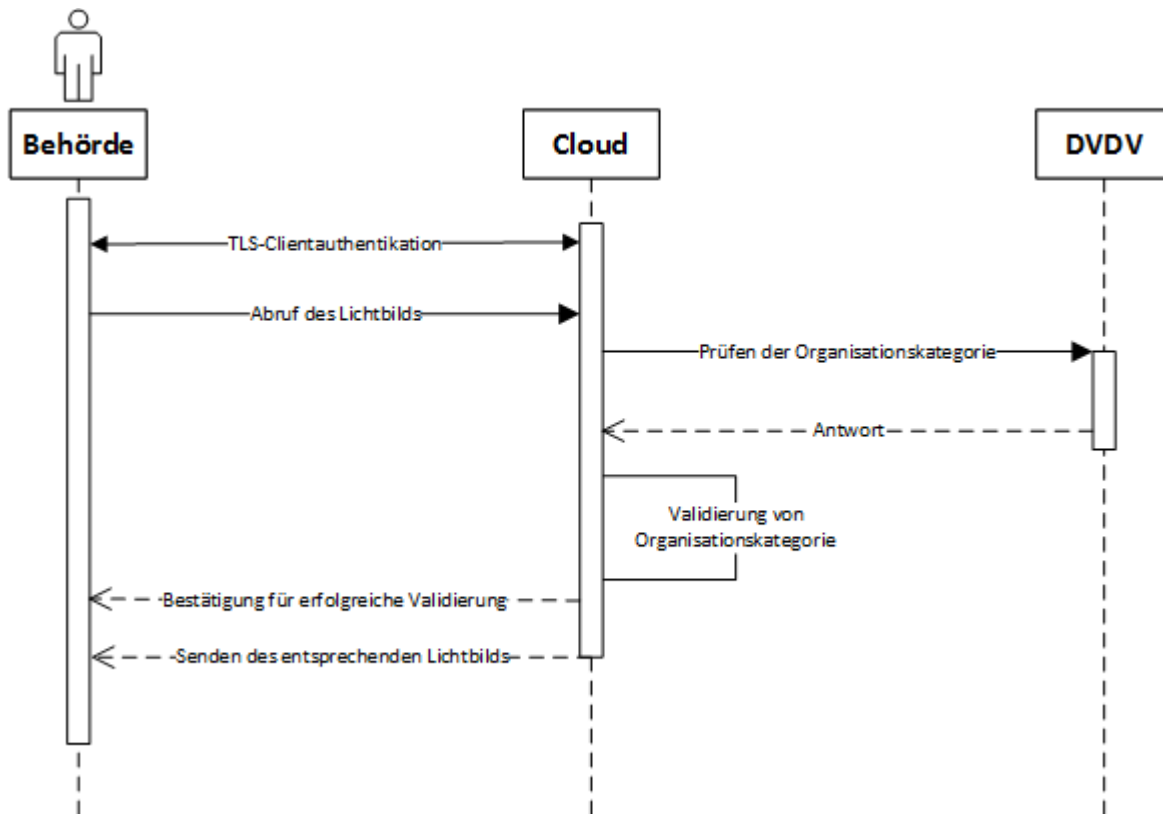 Behörde
Cloud
DVDV
TLS-Clientauthentikation
Abruf des Lichtbilds
Prüfen der Organisationskategorie
Antwort
Validierung von
Organisationskategorie
Bestätigung für erfolgreiche Validierung
Senden des entsprechenden Lichtbilds